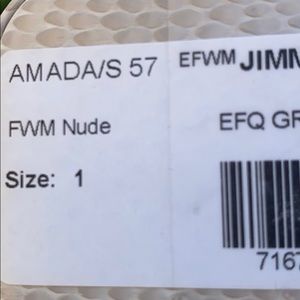 AMADA/S 57 EFWM JIMM
FWM Nude EFQ GR
Size: 1
7167